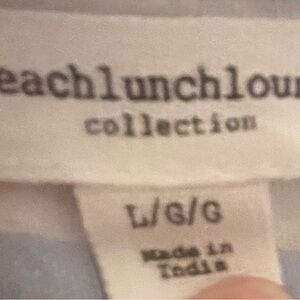 eachlunchlou
collection
L/G/G
Made in
India